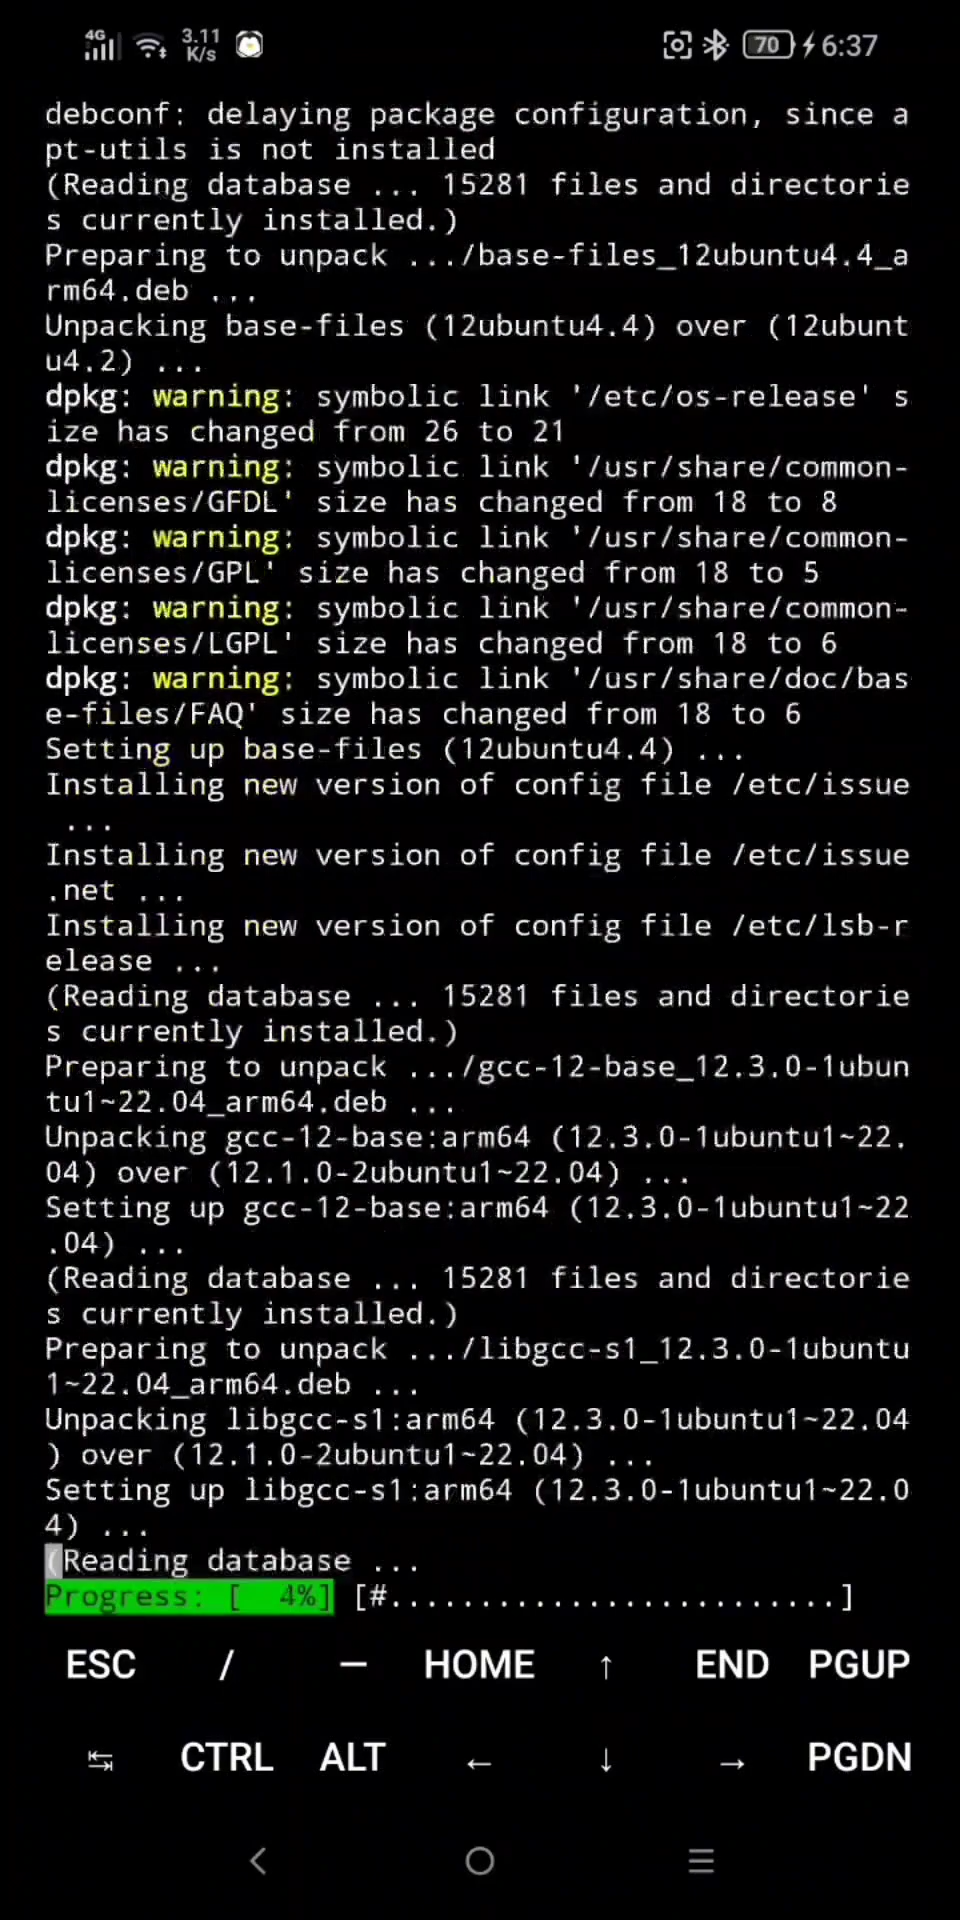 4G 3.11 K/s 70 6:37
debconf: delaying package configuration, since a
pt-utils is not installed
(Reading database ... 15281 files and directorie
s currently installed.)
Preparing to unpack .../base-files_12ubuntu4.4_a
rm64.deb ...
Unpacking base-files (12ubuntu4.4) over (12ubunt
u4.2) ...
dpkg: warning: symbolic link '/etc/os-release' s
ize has changed from 26 to 21
dpkg: warning: symbolic link '/usr/share/common-
licenses/GFDL' size has changed from 18 to 8
dpkg: warning: symbolic link '/usr/share/common-
licenses/GPL' size has changed from 18 to 5
dpkg: warning: symbolic link '/usr/share/common-
licenses/LGPL' size has changed from 18 to 6
dpkg: warning: symbolic link '/usr/share/doc/bas
e-files/FAQ' size has changed from 18 to 6
Setting up base-files (12ubuntu4.4) ...
Installing new version of config file /etc/issue
 ...
Installing new version of config file /etc/issue
.net ...
Installing new version of config file /etc/lsb-r
elease ...
(Reading database ... 15281 files and directorie
s currently installed.)
Preparing to unpack .../gcc-12-base_12.3.0-1ubun
tu1~22.04_arm64.deb ...
Unpacking gcc-12-base:arm64 (12.3.0-1ubuntu1~22.
04) over (12.1.0-2ubuntu1~22.04) ...
Setting up gcc-12-base:arm64 (12.3.0-1ubuntu1~22
.04) ...
(Reading database ... 15281 files and directorie
s currently installed.)
Preparing to unpack .../libgcc-s1_12.3.0-1ubuntu
1~22.04_arm64.deb ...
Unpacking libgcc-s1:arm64 (12.3.0-1ubuntu1~22.04
) over (12.1.0-2ubuntu1~22.04) ...
Setting up libgcc-s1:arm64 (12.3.0-1ubuntu1~22.0
4) ...
(Reading database ...
Progress: [  4%] [#.........................]
ESC / — HOME ↑ END PGUP
↹ CTRL ALT ← ↓ → PGDN